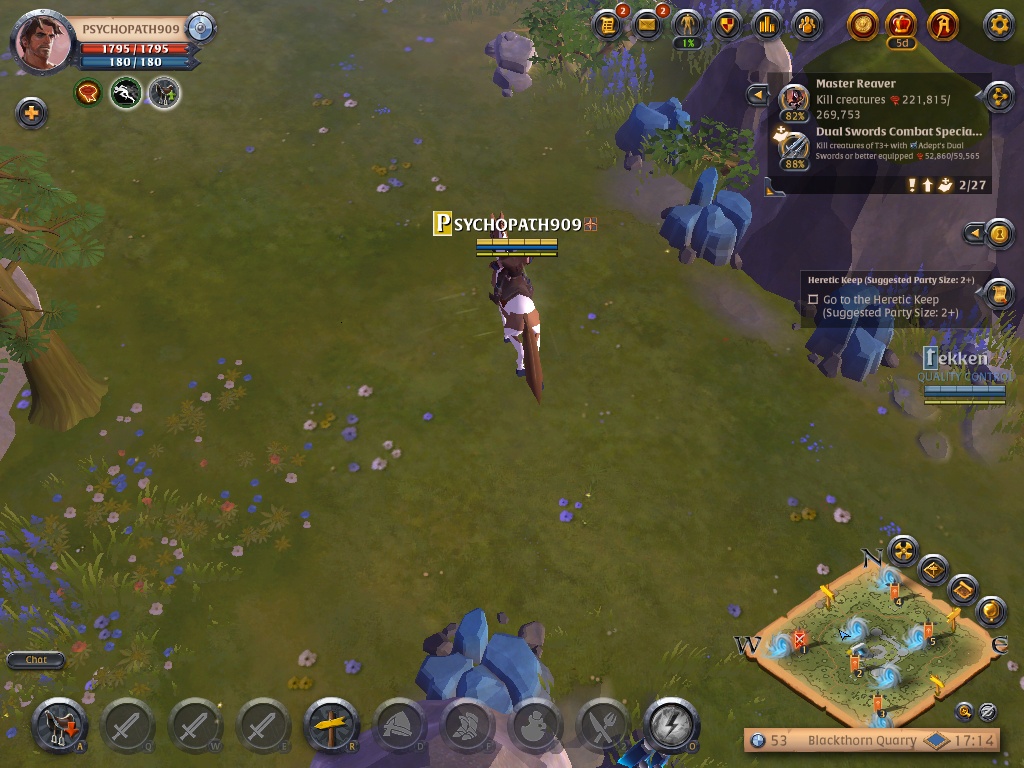 PSYCHOPATH909
1795 / 1795
180 / 180
2
2
1%
5d
Master Reaver
Kill creatures 221,815/
269,753
82%
Dual Swords Combat Specia...
Kill creatures of T3+ with Adept's Dual
Swords or better equipped 52,860/59,565
88%
2/27
PSYCHOPATH909
Heretic Keep (Suggested Party Size: 2+)
Go to the Heretic Keep
(Suggested Party Size: 2+)
Tekken
QUALITY CONTROL
N
W
E
4
1
5
2
3
Chat
A
Q
W
E
R
D
F
2
O
53
Blackthorn Quarry
17:14